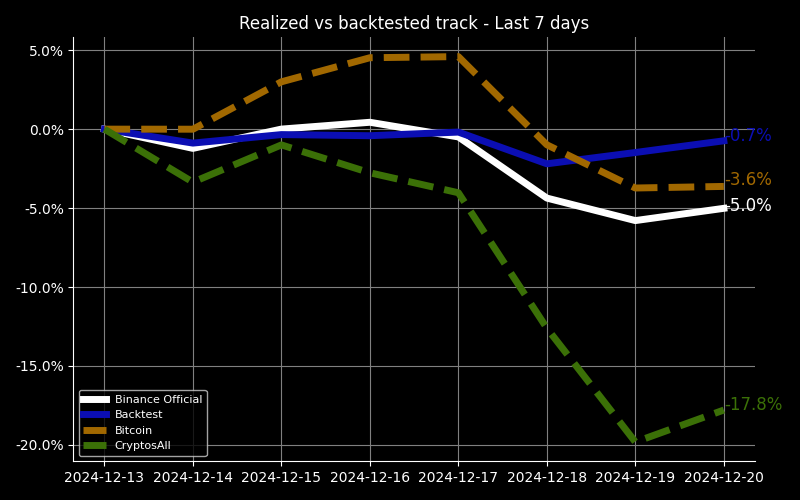 Realized vs backtested track - Last 7 days
5.0%
0.0%
-5.0%
-10.0%
-15.0%
-20.0%
-0.7%
-3.6%
-5.0%
-17.8%
Binance Official
Backtest
Bitcoin
CryptosAll
2024-12-13 2024-12-14 2024-12-15 2024-12-16 2024-12-17 2024-12-18 2024-12-19 2024-12-20